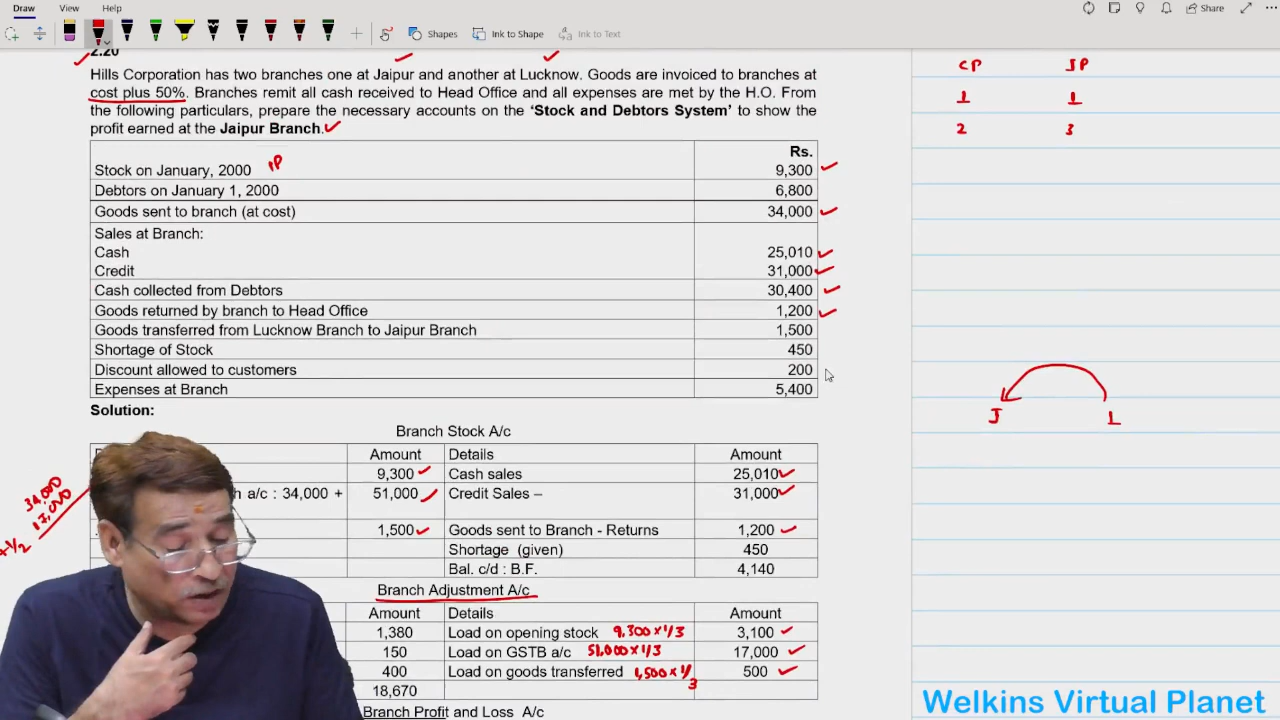 Draw View Help
Shapes Ink to Shape Ink to Text Share
2.20
Hills Corporation has two branches one at Jaipur and another at Lucknow. Goods are invoiced to branches at
cost plus 50%. Branches remit all cash received to Head Office and all expenses are met by the H.O. From
the following particulars, prepare the necessary accounts on the 'Stock and Debtors System' to show the
profit earned at the Jaipur Branch.
Rs.
Stock on January, 2000 IP 9,300
Debtors on January 1, 2000 6,800
Goods sent to branch (at cost) 34,000
Sales at Branch:
Cash 25,010
Credit 31,000
Cash collected from Debtors 30,400
Goods returned by branch to Head Office 1,200
Goods transferred from Lucknow Branch to Jaipur Branch 1,500
Shortage of Stock 450
Discount allowed to customers 200
Expenses at Branch 5,400
Solution:
Branch Stock A/c
Amount Details Amount
9,300 Cash sales 25,010
h a/c : 34,000 + 51,000 Credit Sales – 31,000
1,500 Goods sent to Branch - Returns 1,200
Shortage (given) 450
Bal. c/d : B.F. 4,140
Branch Adjustment A/c
Amount Details Amount
1,380 Load on opening stock 9,300 x 1/3 3,100
150 Load on GSTB a/c 51,000 x 1/3 17,000
400 Load on goods transferred 1,500 x 1/3 500
18,670
Branch Profit and Loss A/c
34,000
17,000
+1/2
CP IP
1 1
2 3
J L
Welkins Virtual Planet